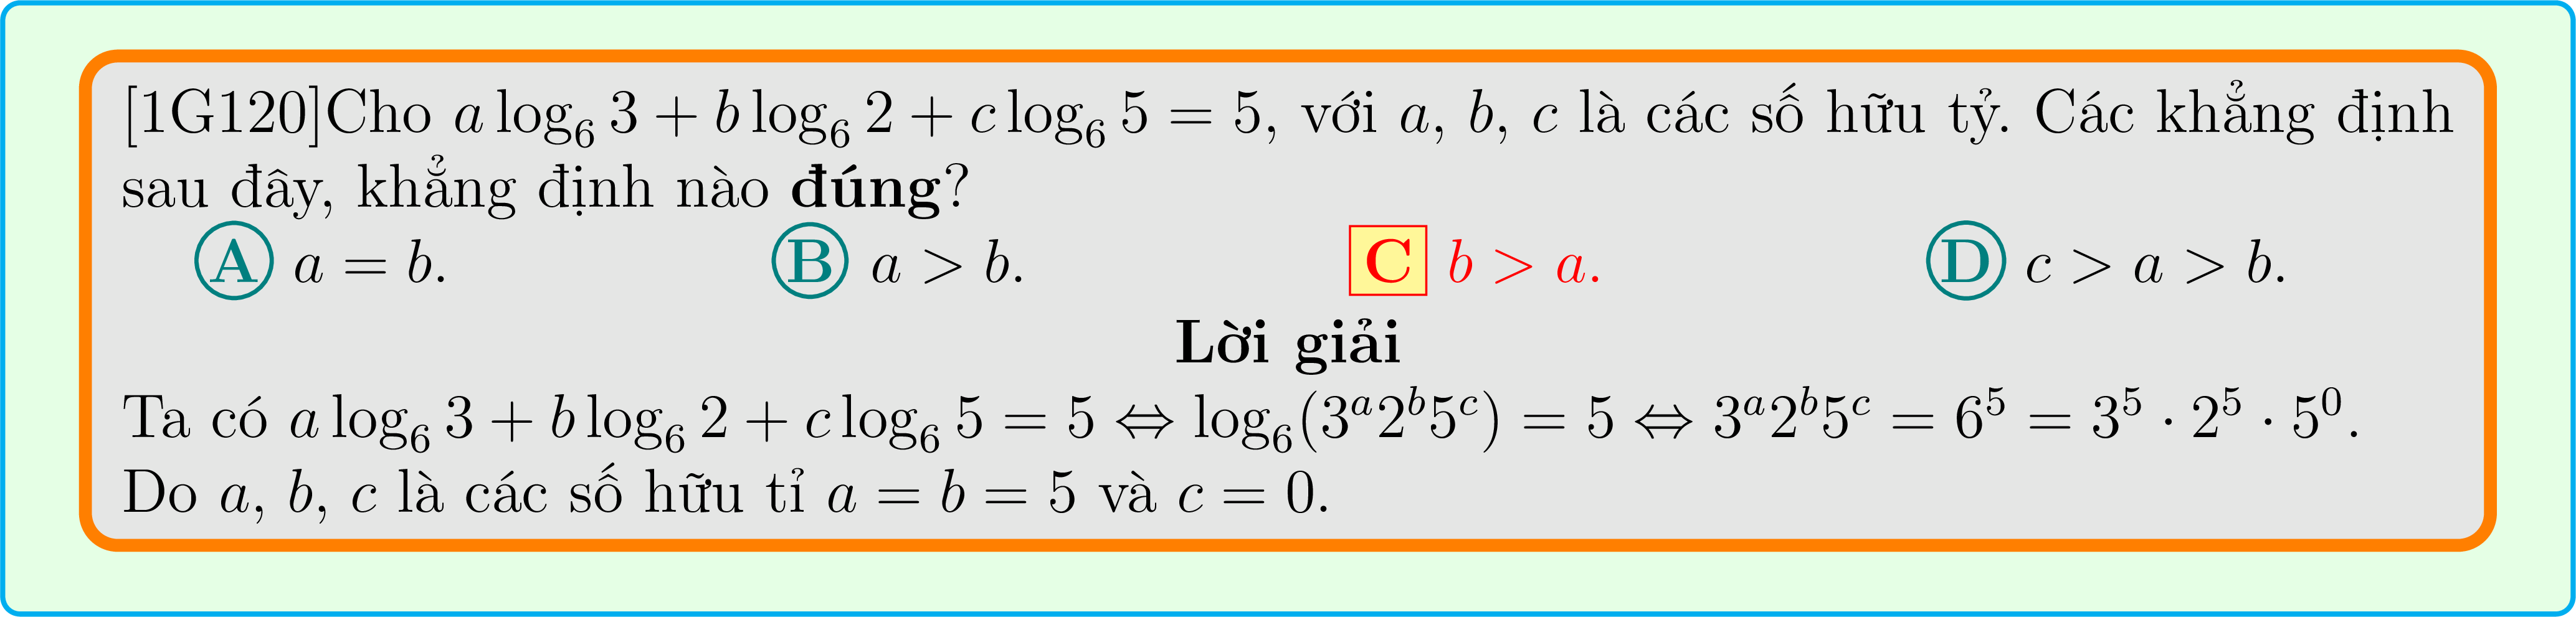 [1G120]Cho $a \log_6 3 + b \log_6 2 + c \log_6 5 = 5$, với $a$, $b$, $c$ là các số hữu tỷ. Các khẳng định
sau đây, khẳng định nào đúng?
A $a = b$. B $a > b$. C $b > a$. D $c > a > b$.
Lời giải
Ta có $a \log_6 3 + b \log_6 2 + c \log_6 5 = 5 \Leftrightarrow \log_6(3^a 2^b 5^c) = 5 \Leftrightarrow 3^a 2^b 5^c = 6^5 = 3^5 \cdot 2^5 \cdot 5^0$.
Do $a$, $b$, $c$ là các số hữu tỉ $a = b = 5$ và $c = 0$.